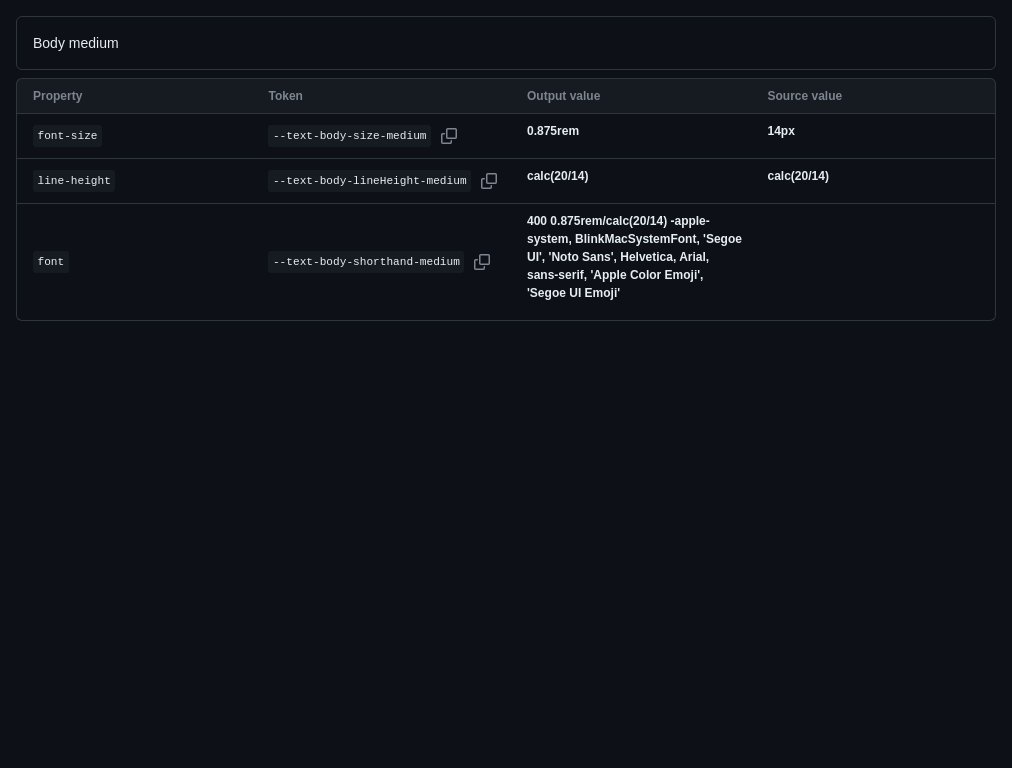 Body medium
Property Token Output value Source value
font-size --text-body-size-medium 0.875rem 14px
line-height --text-body-lineHeight-medium calc(20/14) calc(20/14)
400 0.875rem/calc(20/14) -apple-
system, BlinkMacSystemFont, 'Segoe
font --text-body-shorthand-medium UI', 'Noto Sans', Helvetica, Arial,
sans-serif, 'Apple Color Emoji',
'Segoe UI Emoji'